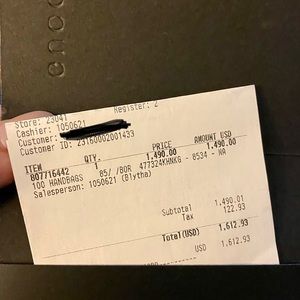 Store: 23041 Register: 2
Cashier: 1050621
Customer:
Customer ID: 23160002001433
ITEM QTY. PRICE AMOUNT USD
807716442 1 1,490.00 1,490.00
100 HANDBAGS 85/ /BOR 477324KHNKG - 8534 - NA
Salesperson: 1050621 (Blytha)
Subtotal 1,490.01
Tax 122.93
Total(USD) 1,612.93
USD 1,612.93